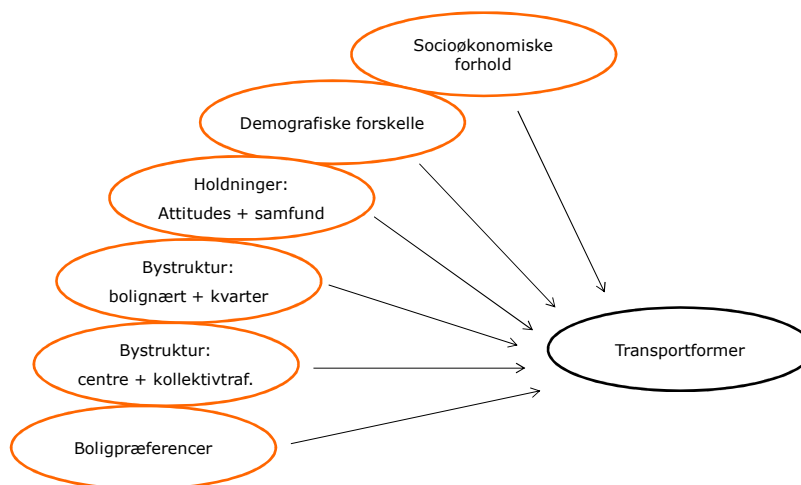 Socioøkonomiske
forhold
Demografiske forskelle
Holdninger:
Attitudes + samfund
Bystruktur:
bolignært + kvarter
Bystruktur:
centre + kollektivtraf.
Boligpræferencer
Transportformer